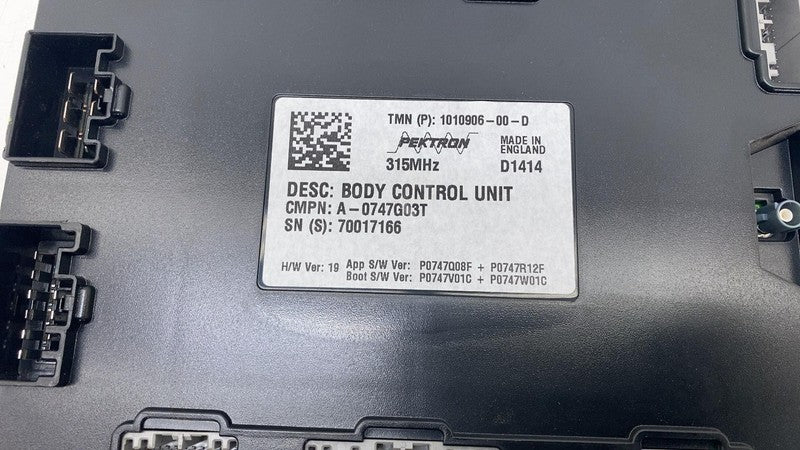 TMN (P): 1010906-00-D
PEKTRON
MADE IN
ENGLAND
315MHz
D1414
DESC: BODY CONTROL UNIT
CMPN: A-0747G03T
SN (S): 70017166
H/W Ver: 19 App S/W Ver: P0747Q08F + P0747R12F
Boot S/W Ver: P0747V01C + P0747W01C